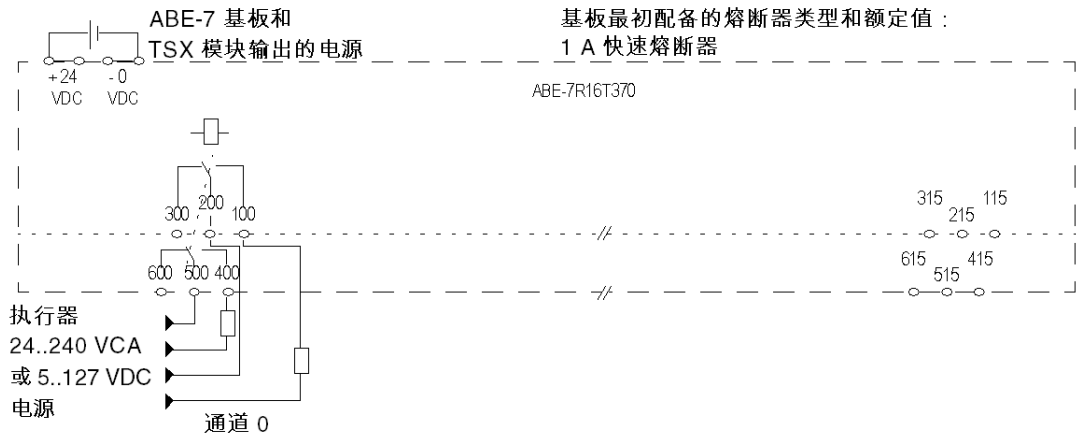 ABE-7 基板和
TSX 模块输出的电源
基板最初配备的熔断器类型和额定值：
1 A 快速熔断器
+24 - 0
VDC VDC
ABE-7R16T370
300 200 100
315 215 115
600 500 400
615 515 415
执行器
24..240 VCA
或 5..127 VDC
电源
通道 0